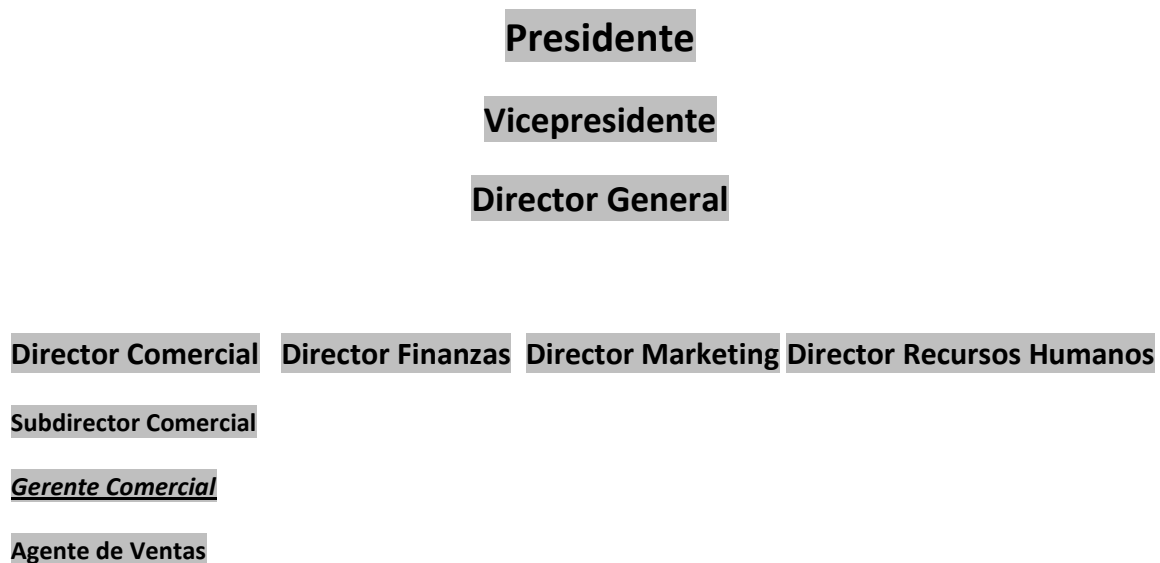 Presidente
Vicepresidente
Director General
Director Comercial Director Finanzas Director Marketing Director Recursos Humanos
Subdirector Comercial
Gerente Comercial
Agente de Ventas